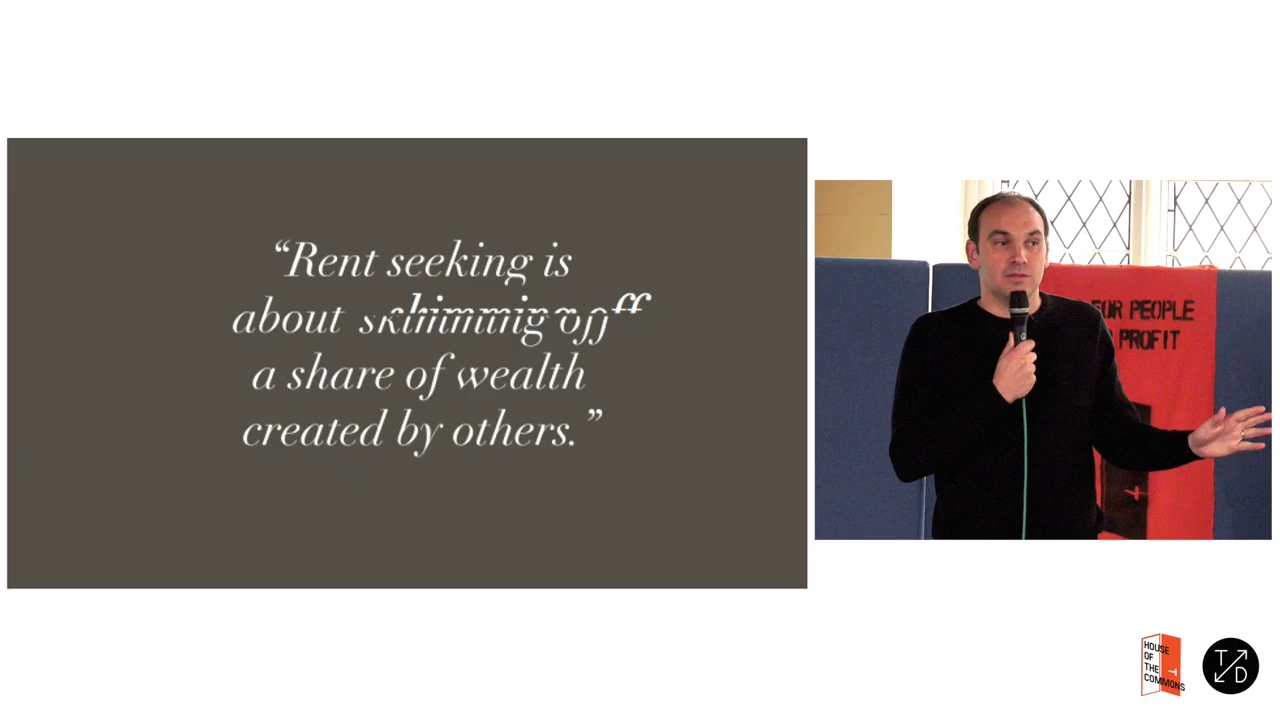 “Rent seeking is
about skimming off
a share of wealth
created by others.”
FOR PEOPLE
PROFIT
HOUSE
OF
THE
COMMONS
T
D